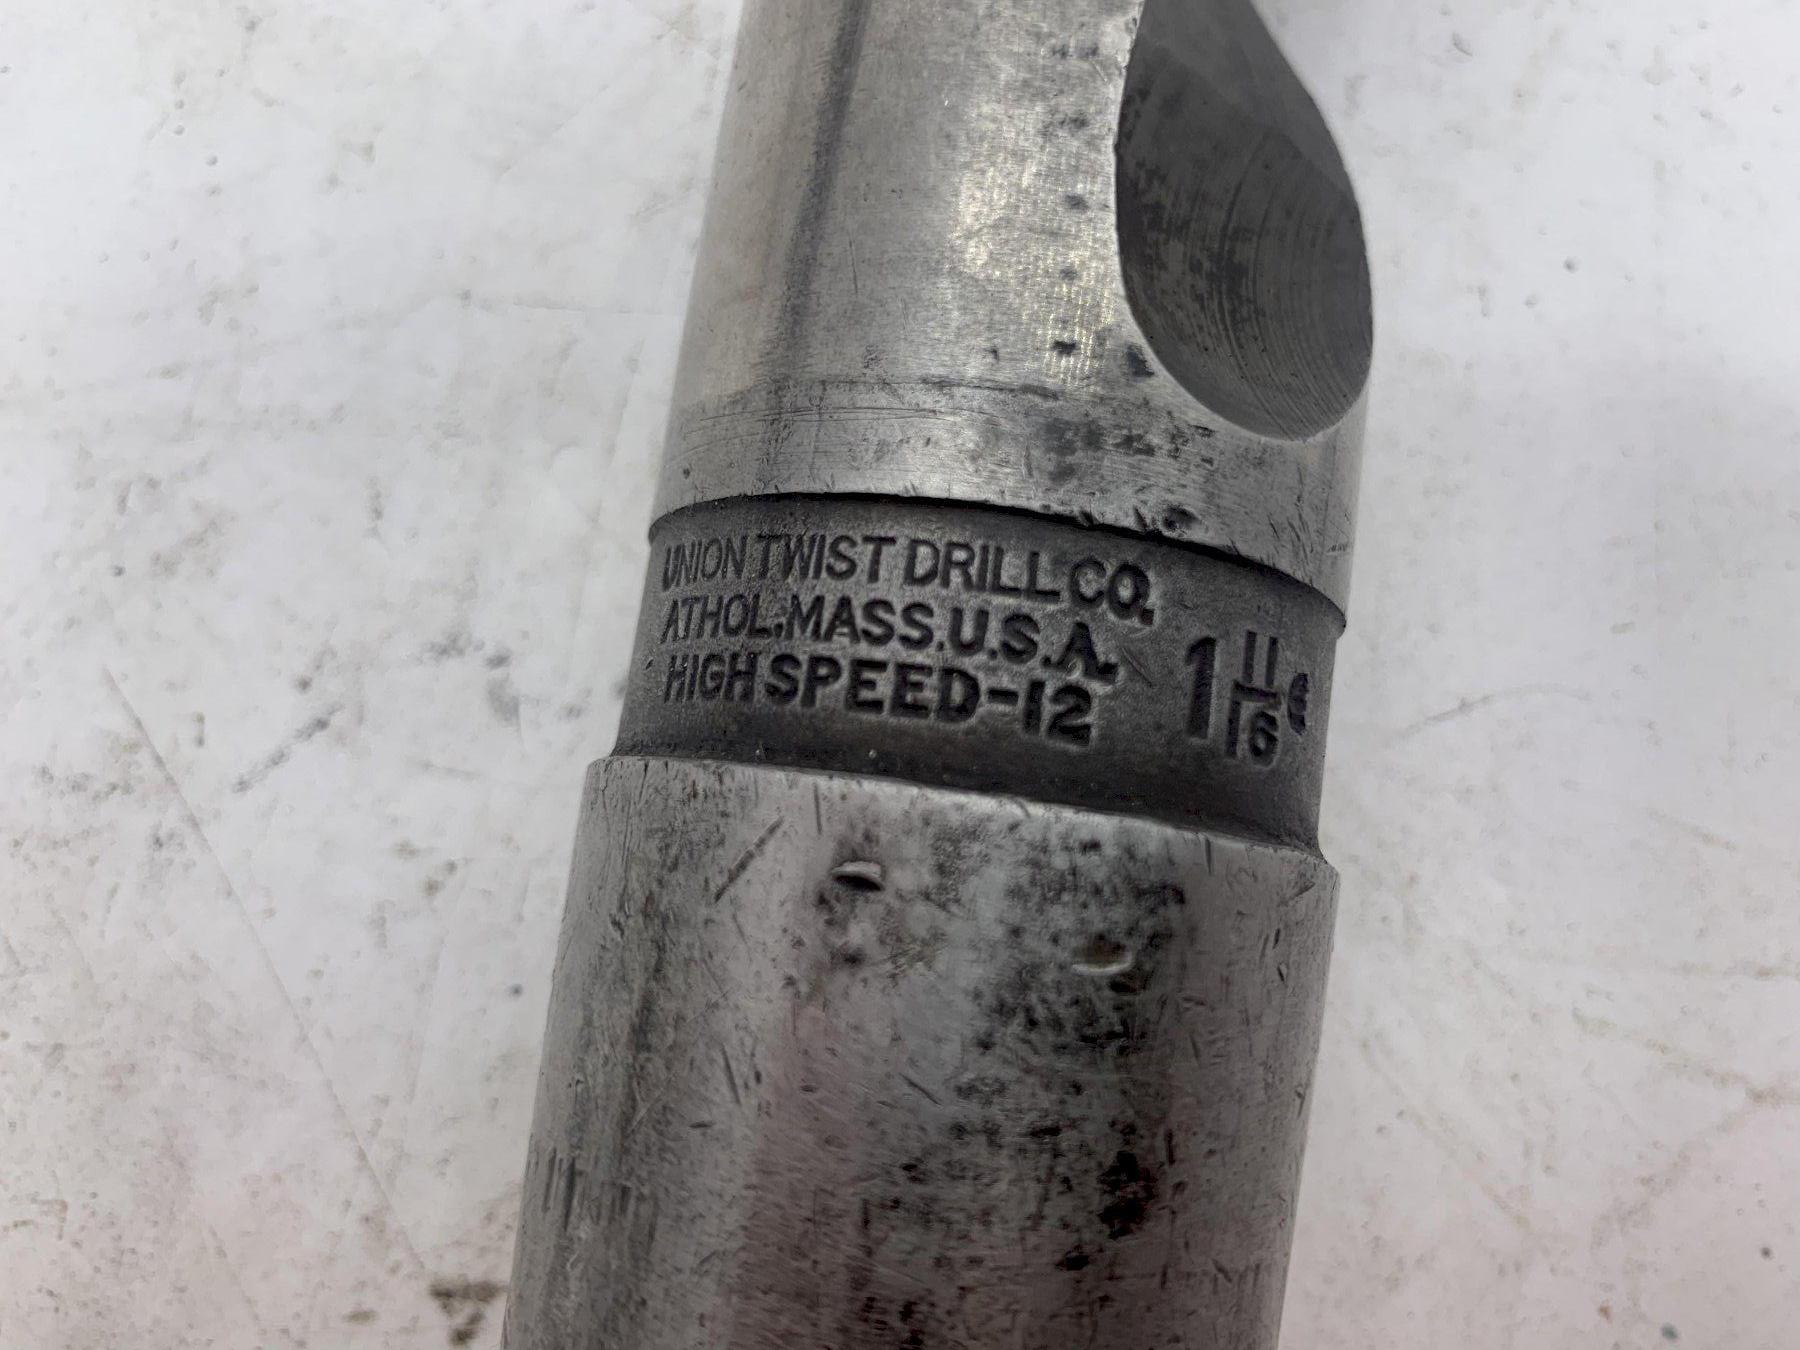 UNION TWIST DRILL CO.
ATHOL. MASS. U.S.A.
HIGH SPEED-12
1 11/16